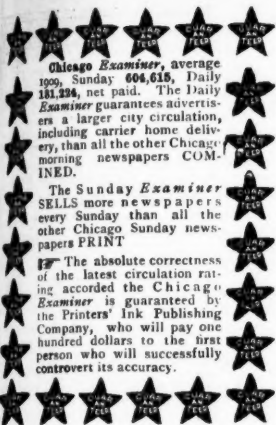 GUAR AN TEED
Chicago Examiner, average
1909, Sunday 604,615, Daily
181,224, net paid. The Daily
Examiner guarantees advertis-
ers a larger city circulation,
including carrier home deliv-
ery, than all the other Chicago
morning newspapers COM-
INED.
The Sunday Examiner
SELLS more newspapers
every Sunday than all the
other Chicago Sunday news-
papers PRINT
☞ The absolute correctness
of the latest circulation rat-
ing accorded the Chicago
Examiner is guaranteed by
the Printers' Ink Publishing
Company, who will pay one
hundred dollars to the first
person who will successfully
controvert its accuracy.